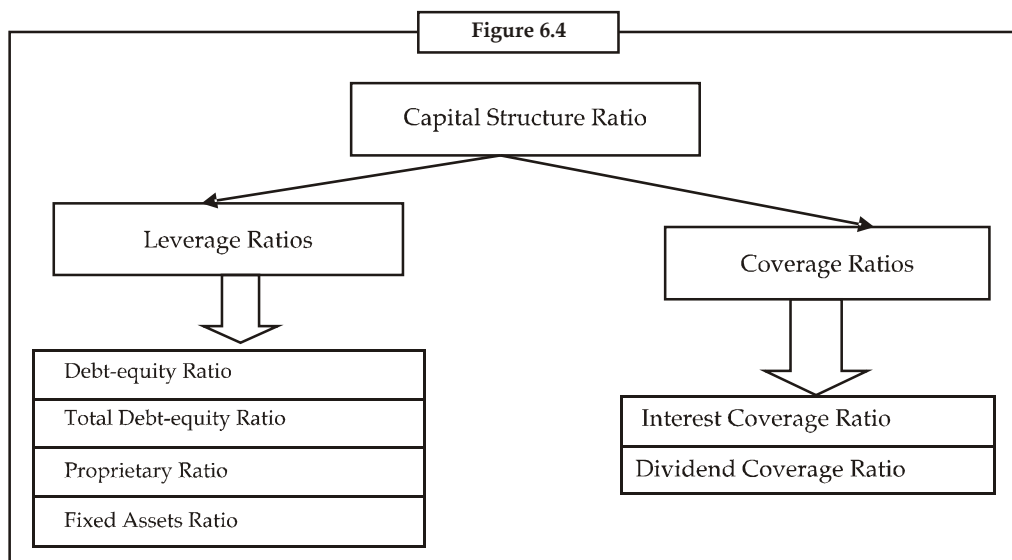 Figure 6.4
Capital Structure Ratio
Leverage Ratios
Coverage Ratios
Debt-equity Ratio
Total Debt-equity Ratio
Proprietary Ratio
Fixed Assets Ratio
Interest Coverage Ratio
Dividend Coverage Ratio